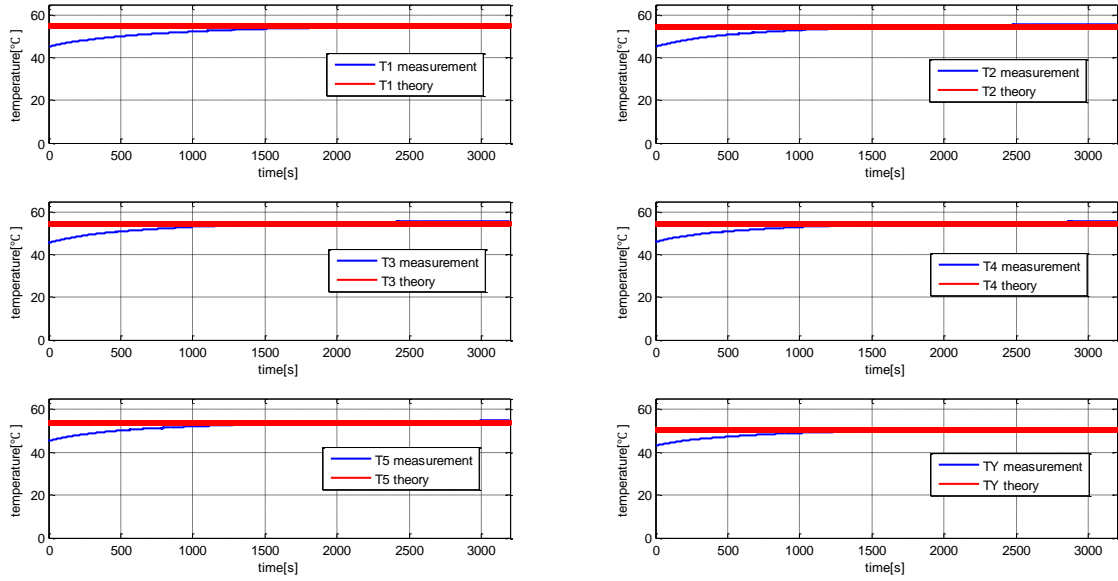 60
40
20
0
temperature[°C]
T1 measurement
T1 theory
0 500 1000 1500 2000 2500 3000
time[s]
60
40
20
0
temperature[°C]
T2 measurement
T2 theory
0 500 1000 1500 2000 2500 3000
time[s]
60
40
20
0
temperature[°C]
T3 measurement
T3 theory
0 500 1000 1500 2000 2500 3000
time[s]
60
40
20
0
temperature[°C]
T4 measurement
T4 theory
0 500 1000 1500 2000 2500 3000
time[s]
60
40
20
0
temperature[°C]
T5 measurement
T5 theory
0 500 1000 1500 2000 2500 3000
time[s]
60
40
20
0
temperature[°C]
TY measurement
TY theory
0 500 1000 1500 2000 2500 3000
time[s]